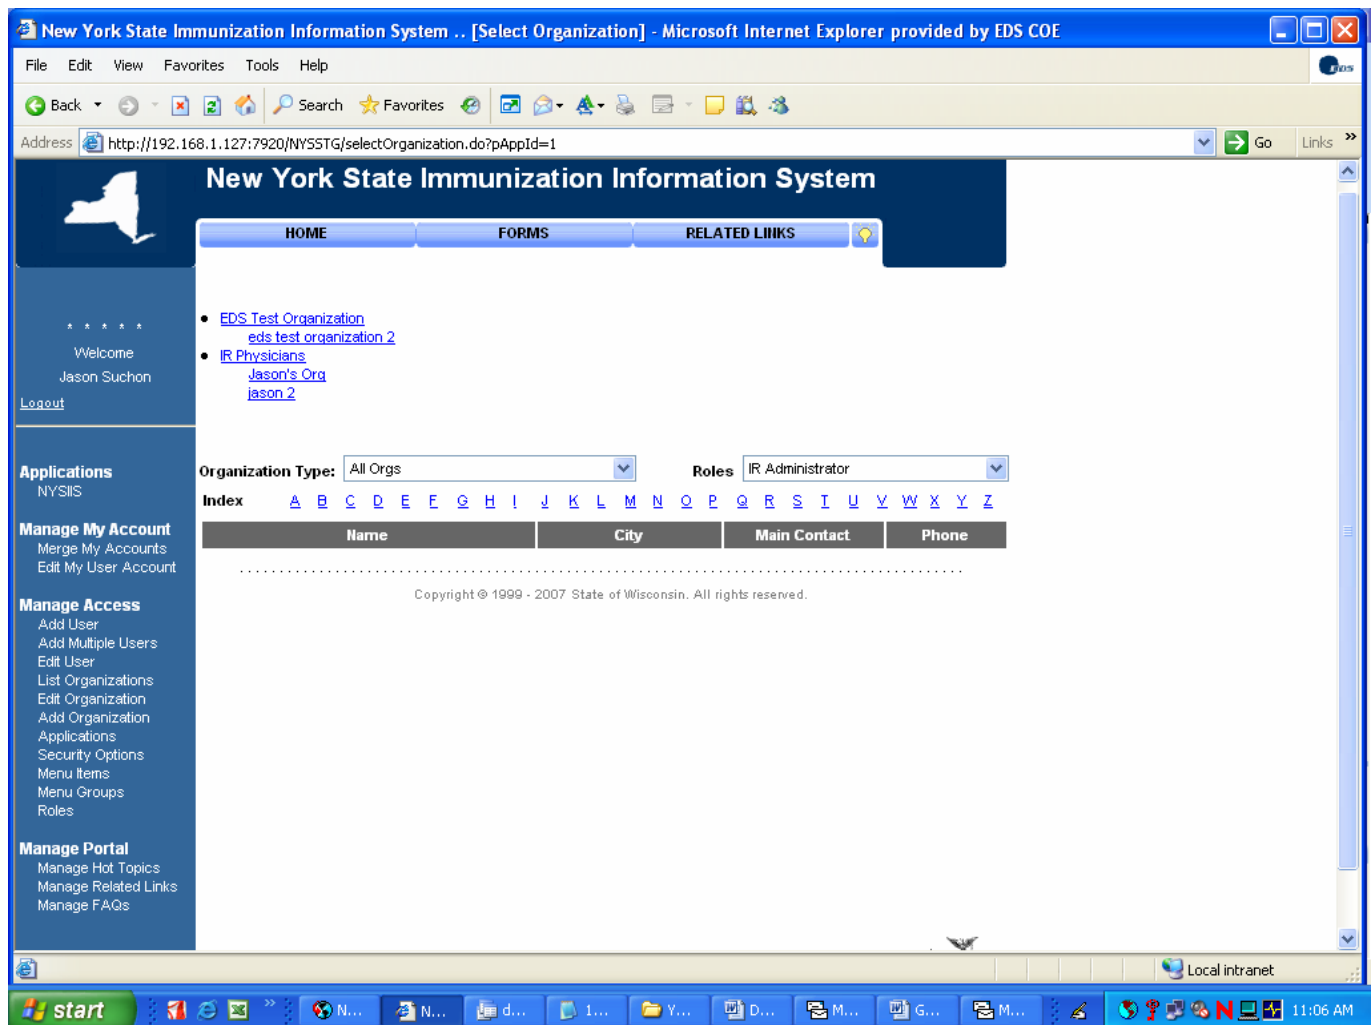 New York State Immunization Information System .. [Select Organization] - Microsoft Internet Explorer provided by EDS COE
File Edit View Favorites Tools Help
EDS
Back Search Favorites
Address http://192.168.1.127:7920/NYSSTG/selectOrganization.do?pAppId=1 Go Links »
New York State Immunization Information System
HOME FORMS RELATED LINKS
* * * * *
Welcome
Jason Suchon
Logout
• EDS Test Organization
eds test organization 2
• IR Physicians
Jason's Org
jason 2
Applications
NYSIIS
Manage My Account
Merge My Accounts
Edit My User Account
Manage Access
Add User
Add Multiple Users
Edit User
List Organizations
Edit Organization
Add Organization
Applications
Security Options
Menu Items
Menu Groups
Roles
Manage Portal
Manage Hot Topics
Manage Related Links
Manage FAQs
Organization Type: All Orgs Roles IR Administrator
Index A B C D E F G H I J K L M N O P Q R S T U V W X Y Z
Name City Main Contact Phone
Copyright © 1999 - 2007 State of Wisconsin. All rights reserved.
Local intranet
start » N... N... d... 1... Y... D... M... G... M... 11:06 AM